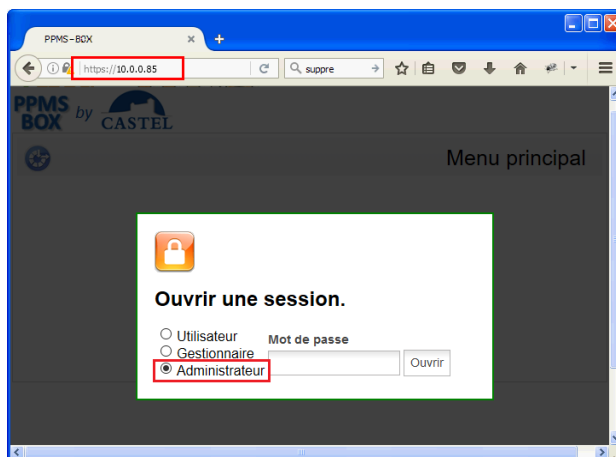 PPMS-BOX
https://10.0.0.85
suppre
PPMS BOX by CASTEL
Menu principal
Ouvrir une session.
Utilisateur
Gestionnaire
Administrateur
Mot de passe
Ouvrir